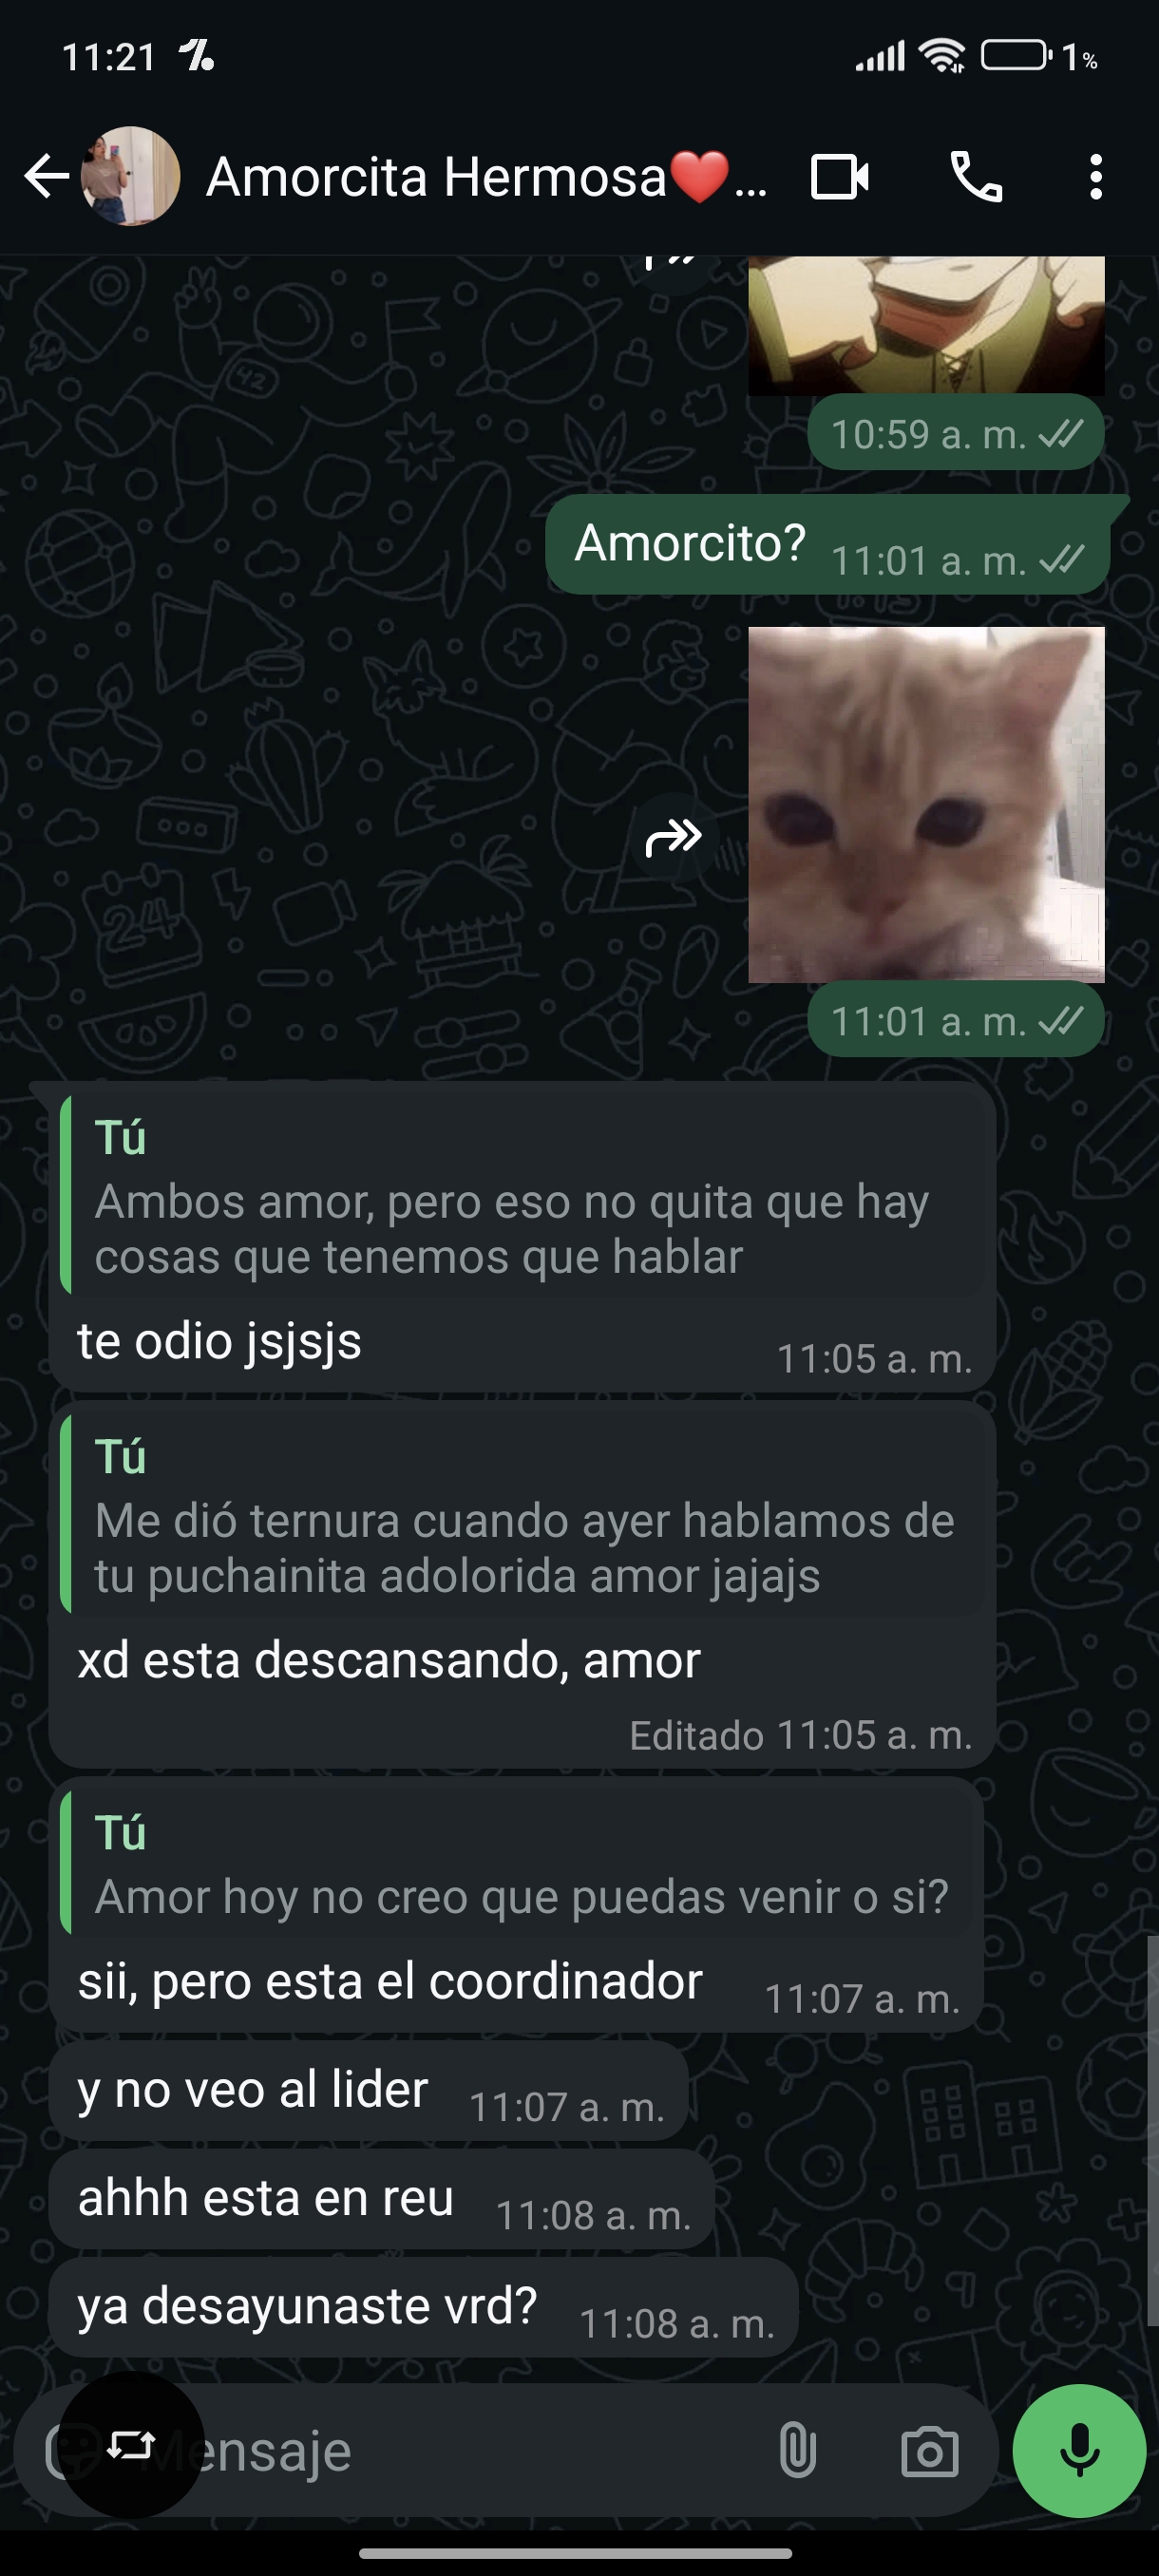 11:21
1%
Amorcita Hermosa❤️...
10:59 a. m.
Amorcito? 11:01 a. m.
11:01 a. m.
Tú
Ambos amor, pero eso no quita que hay
cosas que tenemos que hablar
te odio jsjsjs 11:05 a. m.
Tú
Me dió ternura cuando ayer hablamos de
tu puchainita adolorida amor jajajs
xd esta descansando, amor
Editado 11:05 a. m.
Tú
Amor hoy no creo que puedas venir o si?
sii, pero esta el coordinador 11:07 a. m.
y no veo al lider 11:07 a. m.
ahhh esta en reu 11:08 a. m.
ya desayunaste vrd? 11:08 a. m.
Mensaje